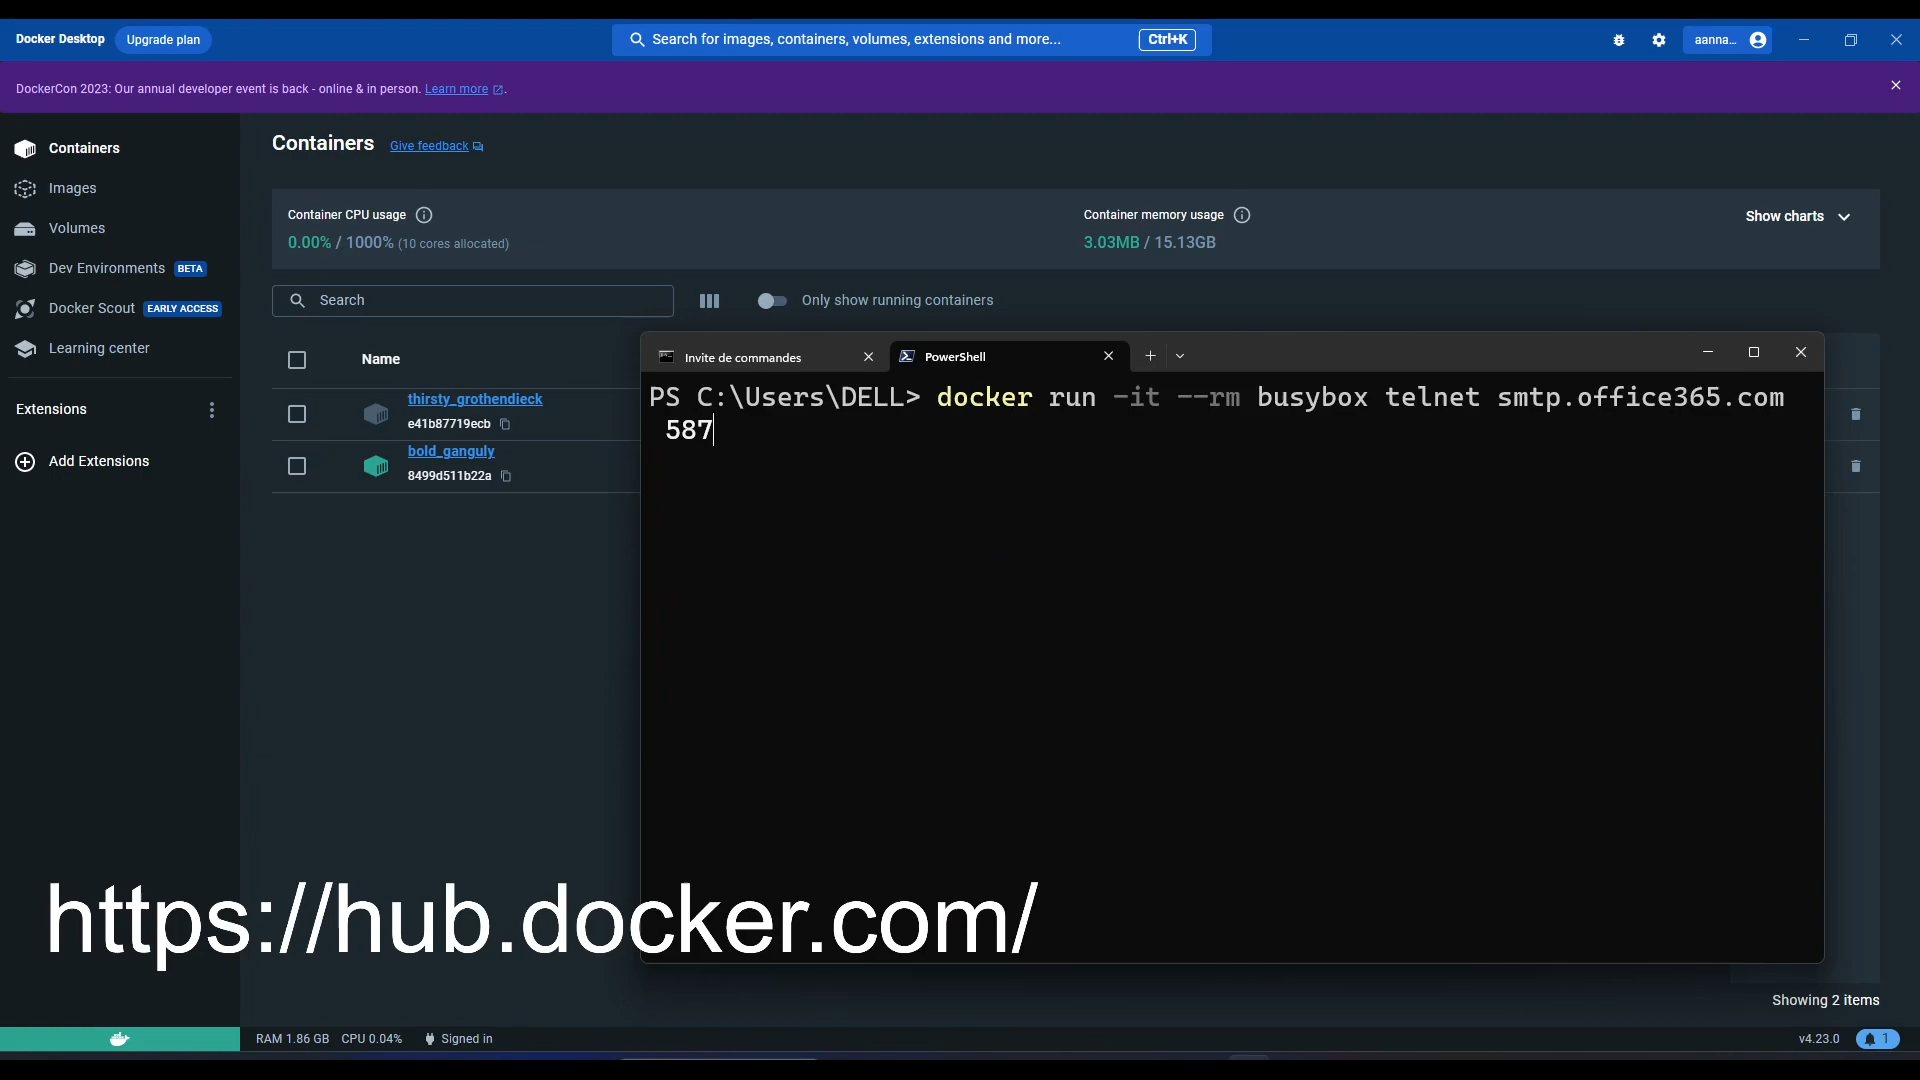 Docker Desktop Upgrade plan Search for images, containers, volumes, extensions and more... Ctrl+K aanna...
DockerCon 2023: Our annual developer event is back - online & in person. Learn more .
Containers
Images
Volumes
Dev Environments BETA
Docker Scout EARLY ACCESS
Learning center
Extensions
Add Extensions
Containers Give feedback
Container CPU usage
0.00% / 1000% (10 cores allocated)
Container memory usage
3.03MB / 15.13GB
Show charts
Search Only show running containers
Name
thirsty_grothendieck
e41b87719ecb
bold_ganguly
8499d511b22a
Invite de commandes PowerShell
PS C:\Users\DELL> docker run -it --rm busybox telnet smtp.office365.com
587
https://hub.docker.com/
Showing 2 items
RAM 1.86 GB CPU 0.04% Signed in v4.23.0 1